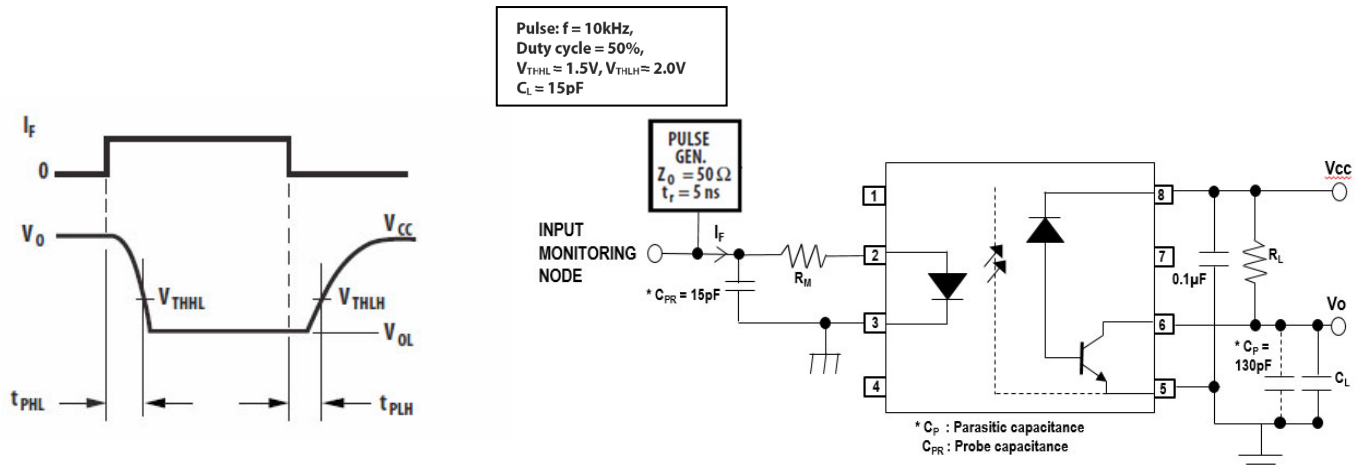 Pulse: f = 10kHz,
Duty cycle = 50%,
VTHHL = 1.5V, VTHLH = 2.0V
CL = 15pF
IF
0
VO
VCC
VTHHL
VTHLH
VOL
tPHL
tPLH
PULSE
GEN.
ZO = 50 Ω
tr = 5 ns
INPUT
MONITORING
NODE
IF
RM
* CPR = 15pF
1
2
3
4
8
7
6
5
Vcc
RL
0.1µF
Vo
* CP =
130pF
CL
* CP : Parasitic capacitance
CPR : Probe capacitance